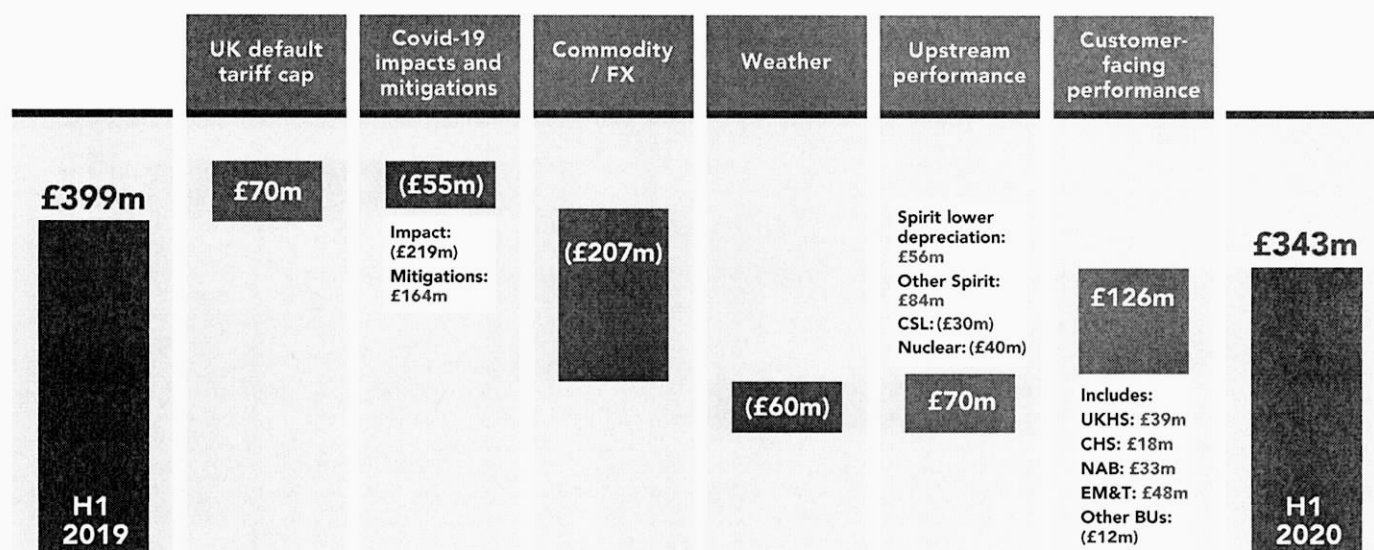 UK default
tariff cap
Covid-19
impacts and
mitigations
Commodity
/ FX
Weather
Upstream
performance
Customer-
facing
performance
£399m
H1
2019
£70m
(£55m)
Impact:
(£219m)
Mitigations:
£164m
(£207m)
(£60m)
Spirit lower
depreciation:
£56m
Other Spirit:
£84m
CSL: (£30m)
Nuclear: (£40m)
£70m
£126m
Includes:
UKHS: £39m
CHS: £18m
NAB: £33m
EM&T: £48m
Other BUs:
(£12m)
£343m
H1
2020